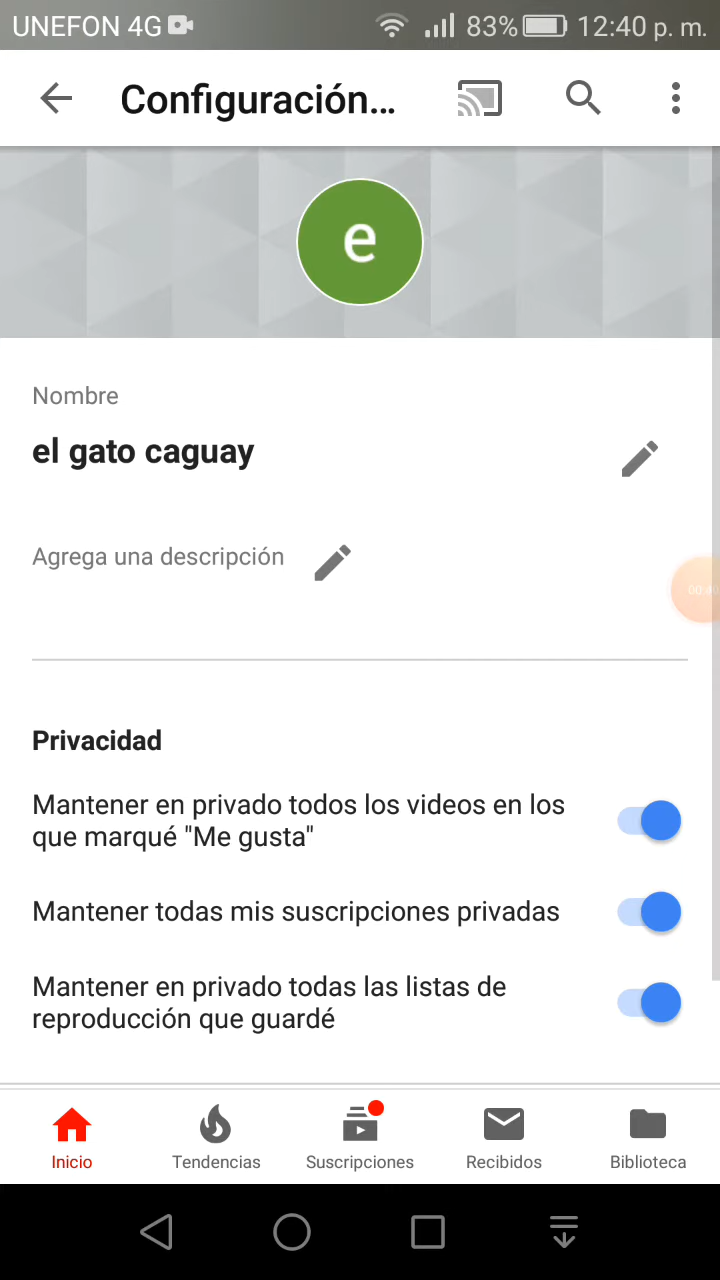 UNEFON 4G 83% 12:40 p. m.
Configuración...
e
Nombre
el gato caguay
Agrega una descripción
Privacidad
Mantener en privado todos los videos en los
que marqué "Me gusta"
Mantener todas mis suscripciones privadas
Mantener en privado todas las listas de
reproducción que guardé
Inicio Tendencias Suscripciones Recibidos Biblioteca